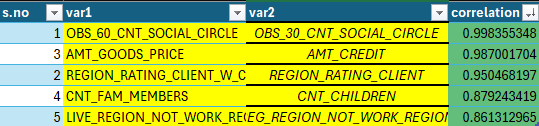 s.no var1 var2 correlation
1 OBS_60_CNT_SOCIAL_CIRCLE OBS_30_CNT_SOCIAL_CIRCLE 0.998355348
3 AMT_GOODS_PRICE AMT_CREDIT 0.987001704
2 REGION_RATING_CLIENT_W_C REGION_RATING_CLIENT 0.950468197
4 CNT_FAM_MEMBERS CNT_CHILDREN 0.879243419
5 LIVE_REGION_NOT_WORK_RE EG_REGION_NOT_WORK_REGION 0.861312965